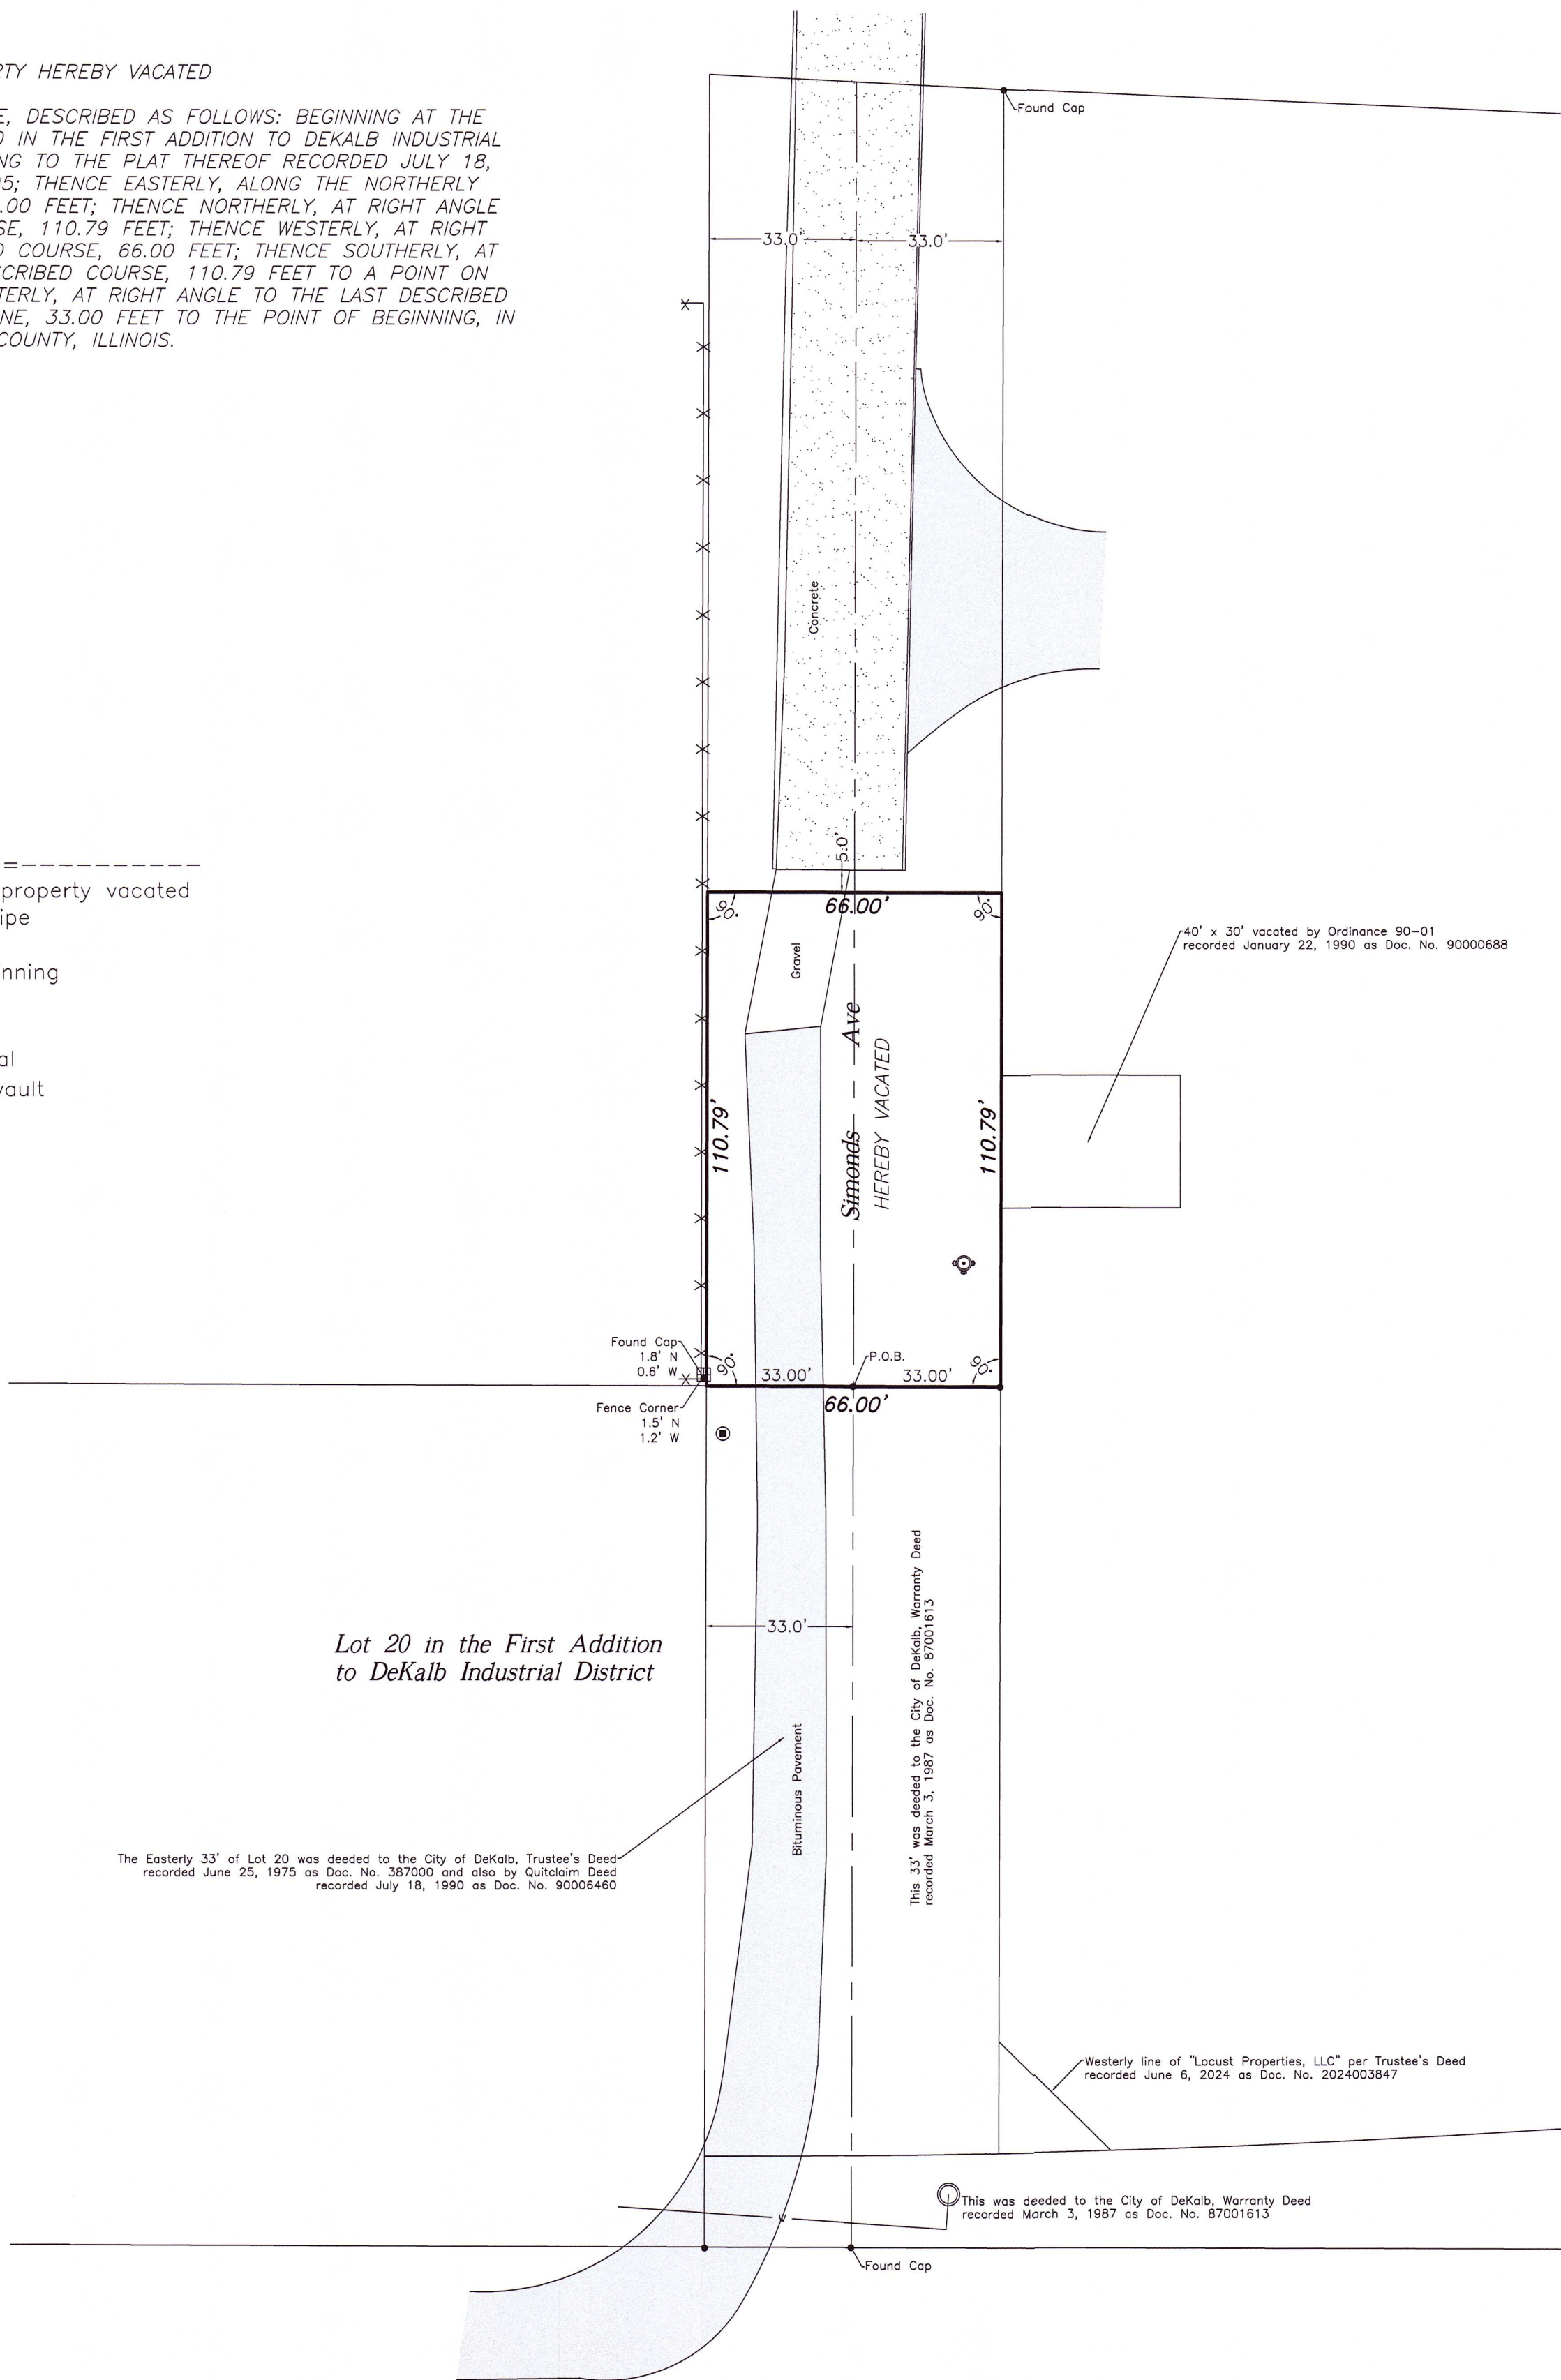 RTY HEREBY VACATED
E, DESCRIBED AS FOLLOWS: BEGINNING AT THE
IN THE FIRST ADDITION TO DEKALB INDUSTRIAL
NG TO THE PLAT THEREOF RECORDED JULY 18,
95; THENCE EASTERLY, ALONG THE NORTHERLY
.00 FEET; THENCE NORTHERLY, AT RIGHT ANGLE
SE, 110.79 FEET; THENCE WESTERLY, AT RIGHT
D COURSE, 66.00 FEET; THENCE SOUTHERLY, AT
SCRIBED COURSE, 110.79 FEET TO A POINT ON
TERLY, AT RIGHT ANGLE TO THE LAST DESCRIBED
NE, 33.00 FEET TO THE POINT OF BEGINNING, IN
COUNTY, ILLINOIS.
Found Cap
33.0'
33.0'
Concrete
=----------
property vacated
ipe
nning
al
vault
5.0'
90°
66.00'
90°
Gravel
40' x 30' vacated by Ordinance 90-01
recorded January 22, 1990 as Doc. No. 90000688
Simonds Ave
HEREBY VACATED
110.79'
110.79'
Found Cap
1.8' N
0.6' W
90°
33.00'
P.O.B.
33.00'
90°
66.00'
Fence Corner
1.5' N
1.2' W
Lot 20 in the First Addition
to DeKalb Industrial District
33.0'
This 33' was deeded to the City of DeKalb, Warranty Deed
recorded March 3, 1987 as Doc. No. 87001613
Bituminous Pavement
The Easterly 33' of Lot 20 was deeded to the City of DeKalb, Trustee's Deed
recorded June 25, 1975 as Doc. No. 387000 and also by Quitclaim Deed
recorded July 18, 1990 as Doc. No. 90006460
Westerly line of "Locust Properties, LLC" per Trustee's Deed
recorded June 6, 2024 as Doc. No. 2024003847
This was deeded to the City of DeKalb, Warranty Deed
recorded March 3, 1987 as Doc. No. 87001613
W
Found Cap